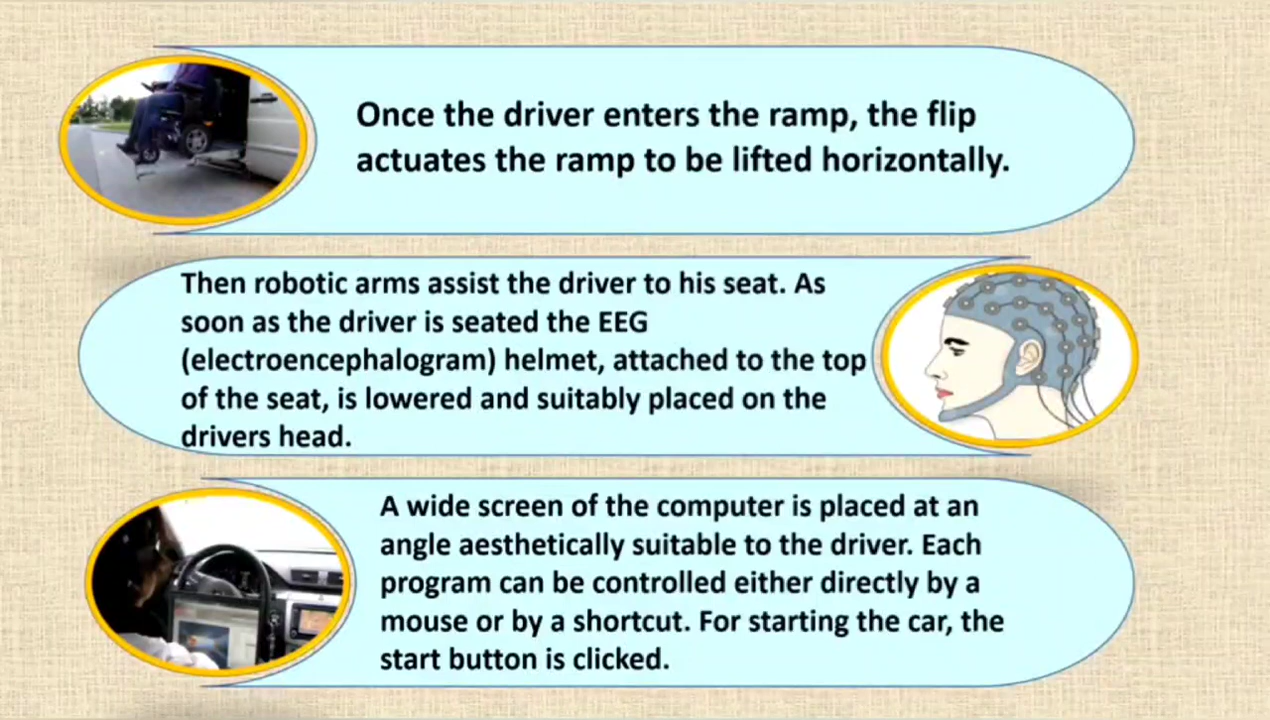 Once the driver enters the ramp, the flip
actuates the ramp to be lifted horizontally.
Then robotic arms assist the driver to his seat. As
soon as the driver is seated the EEG
(electroencephalogram) helmet, attached to the top
of the seat, is lowered and suitably placed on the
drivers head.
A wide screen of the computer is placed at an
angle aesthetically suitable to the driver. Each
program can be controlled either directly by a
mouse or by a shortcut. For starting the car, the
start button is clicked.